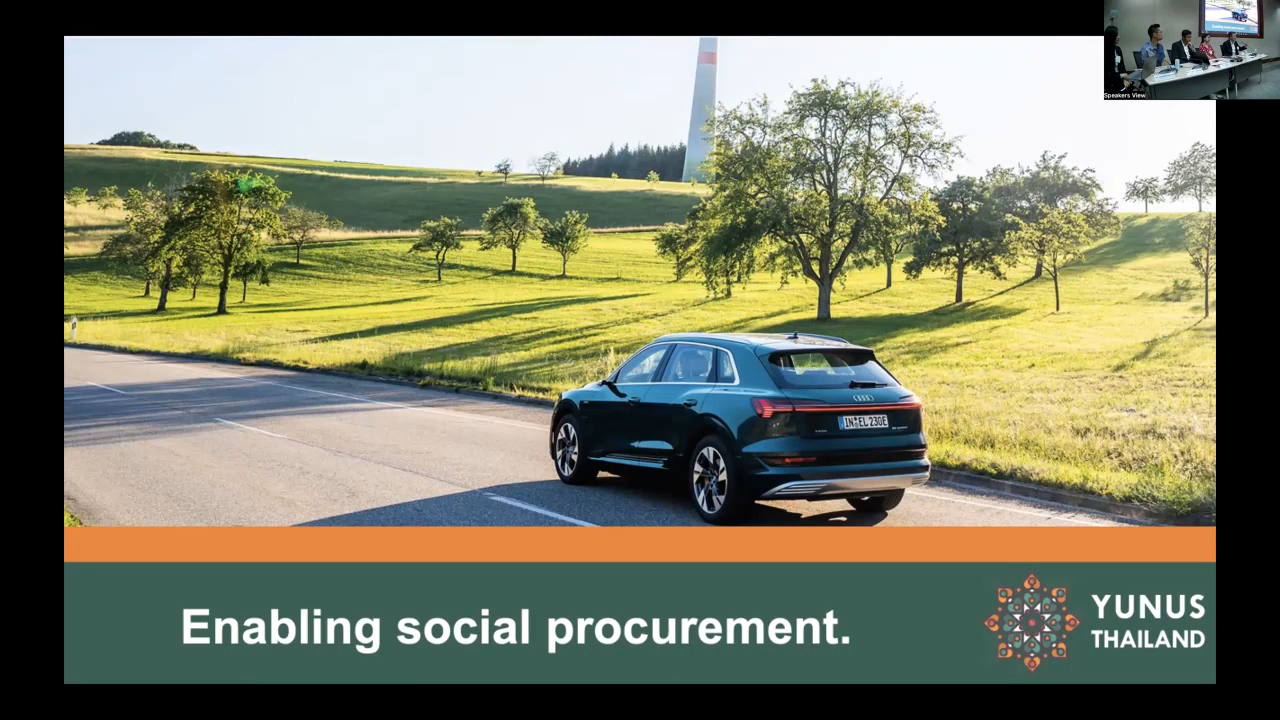 Speakers View
IN EL 230E
Enabling social procurement.
YUNUS
THAILAND